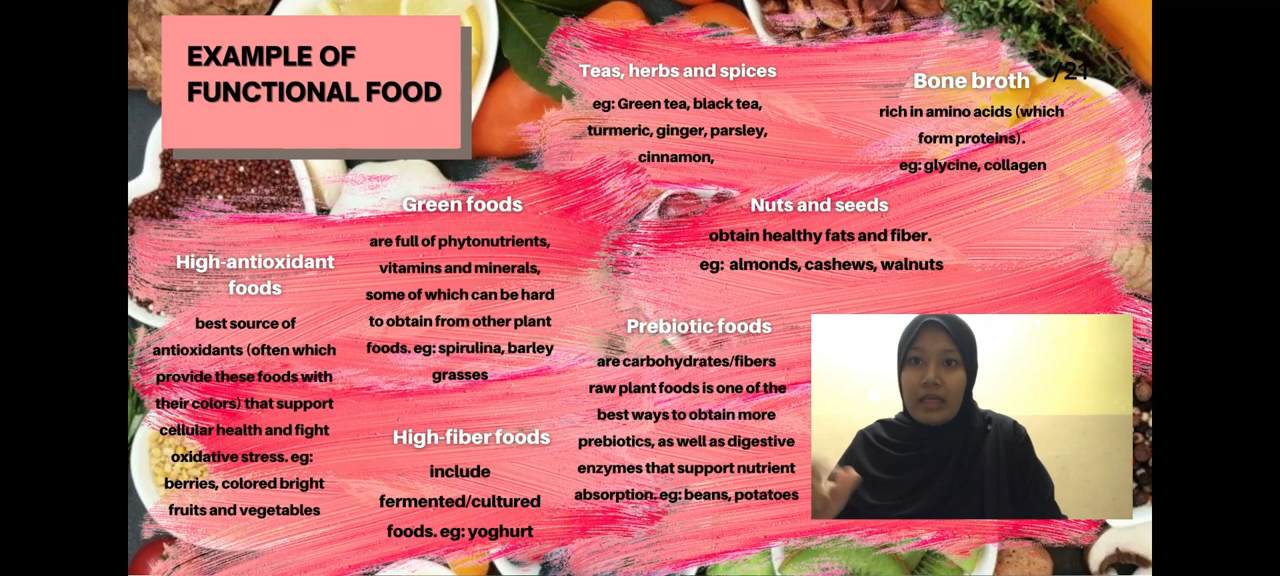 EXAMPLE OF
FUNCTIONAL FOOD
Teas, herbs and spices
eg: Green tea, black tea,
turmeric, ginger, parsley,
cinnamon,
Bone broth
/21
rich in amino acids (which
form proteins).
eg: glycine, collagen
Green foods
are full of phytonutrients,
vitamins and minerals,
some of which can be hard
to obtain from other plant
foods. eg: spirulina, barley
grasses
Nuts and seeds
obtain healthy fats and fiber.
eg: almonds, cashews, walnuts
High-antioxidant
foods
best source of
antioxidants (often which
provide these foods with
their colors) that support
cellular health and fight
oxidative stress. eg:
berries, colored bright
fruits and vegetables
High-fiber foods
include
fermented/cultured
foods. eg: yoghurt
Prebiotic foods
are carbohydrates/fibers
raw plant foods is one of the
best ways to obtain more
prebiotics, as well as digestive
enzymes that support nutrient
absorption. eg: beans, potatoes